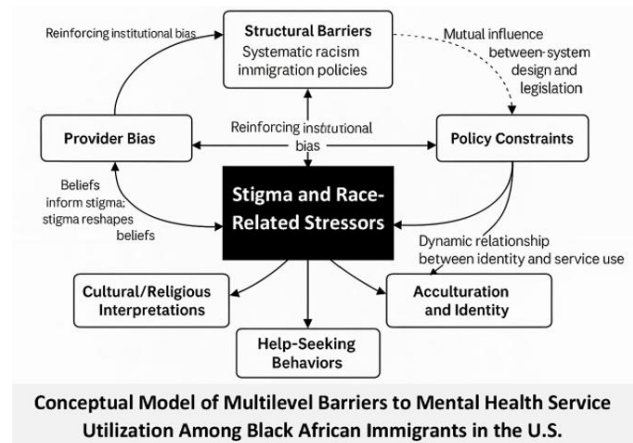 Structural Barriers
Systematic racism
immigration policies
Reinforcing institutional bias
Mutual influence
between-system
design and
legislation
Provider Bias
Reinforcing institutional
bias
Policy Constraints
Beliefs
inform stigma;
stigma reshapes
beliefs
Stigma and Race-
Related Stressors
Dynamic relationship
between identity and service use
Cultural/Religious
Interpretations
Acculturation
and Identity
Help-Seeking
Behaviors
Conceptual Model of Multilevel Barriers to Mental Health Service
Utilization Among Black African Immigrants in the U.S.